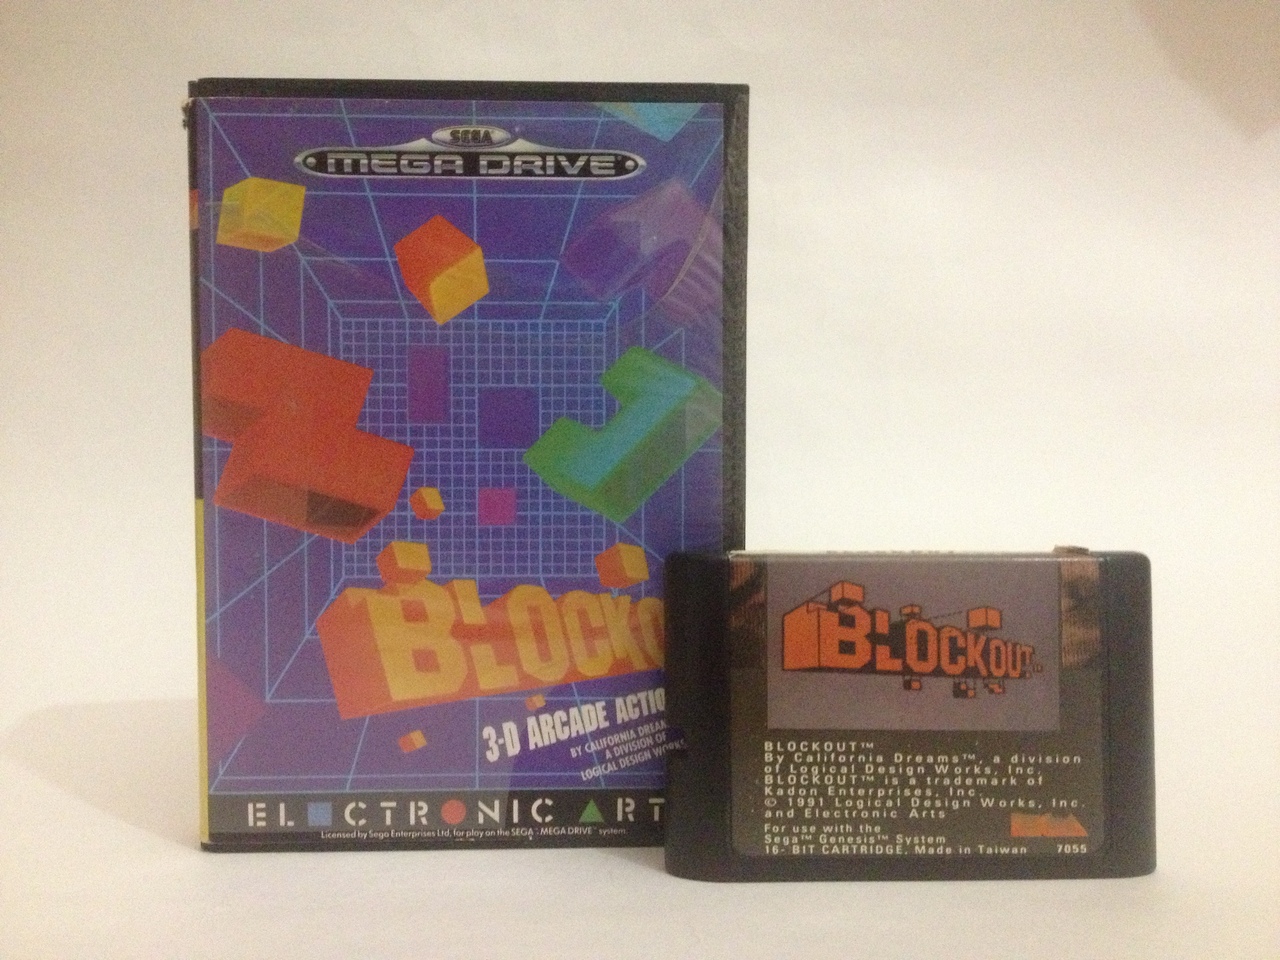 SEGA
MEGA DRIVE
BLOCKO
3-D ARCADE ACTIO
BY CALIFORNIA DREAM
A DIVISION OF
LOGICAL DESIGN WORKS
ELECTRONIC ART
Licensed by Sega Enterprises Ltd, for play on the SEGA™ MEGA DRIVE™ system.
BLOCKOUT™
BLOCKOUT™
By California Dreams™, a division
of Logical Design Works, Inc.
BLOCKOUT™ is a trademark of
Kadon Enterprises, Inc.
© 1991 Logical Design Works, Inc.
and Electronic Arts
For use with the
Sega™ Genesis™ System
16- BIT CARTRIDGE, Made in Taiwan 7055